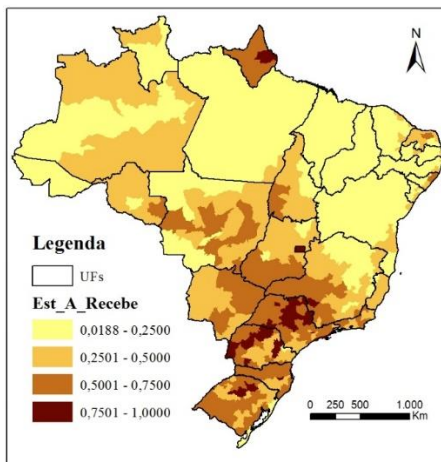 N
Legenda
UFs
Est_A_Recebe
0,0188 - 0,2500
0,2501 - 0,5000
0,5001 - 0,7500
0,7501 - 1,0000
0 250 500 1.000
Km